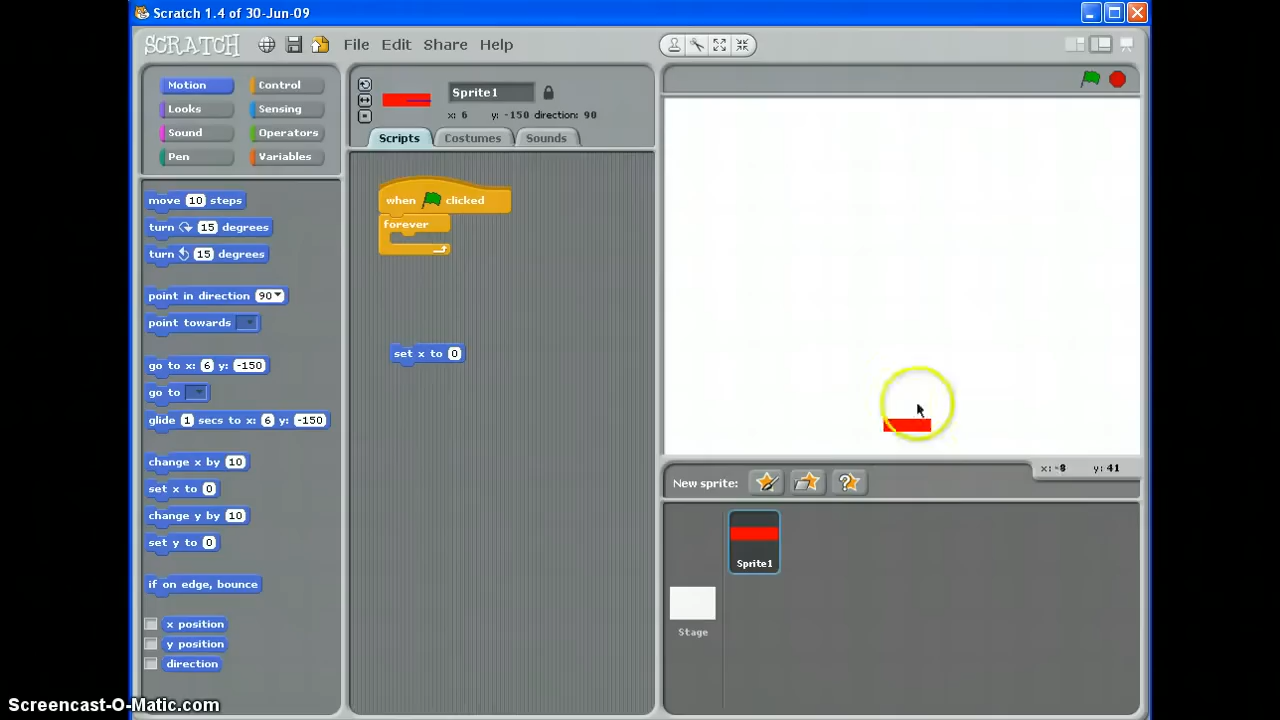 Scratch 1.4 of 30-Jun-09
SCRATCH File Edit Share Help
Motion Control
Looks Sensing
Sound Operators
Pen Variables
move 10 steps
turn 15 degrees
turn 15 degrees
point in direction 90
point towards
go to x: 6 y: -150
go to
glide 1 secs to x: 6 y: -150
change x by 10
set x to 0
change y by 10
set y to 0
if on edge, bounce
x position
y position
direction
Sprite1
x: 6 y: -150 direction: 90
Scripts Costumes Sounds
when clicked
forever
set x to 0
x: -8 y: 41
New sprite:
Sprite1
Stage
Screencast-O-Matic.com